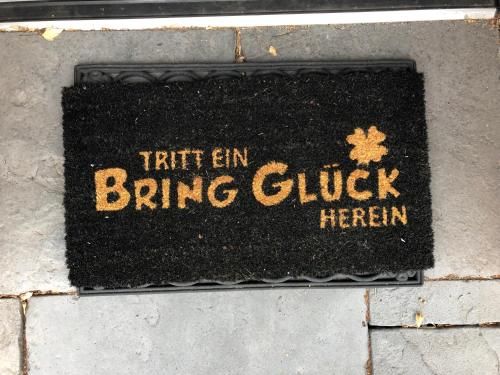 TRITT EIN
BRING GLÜCK
HEREIN